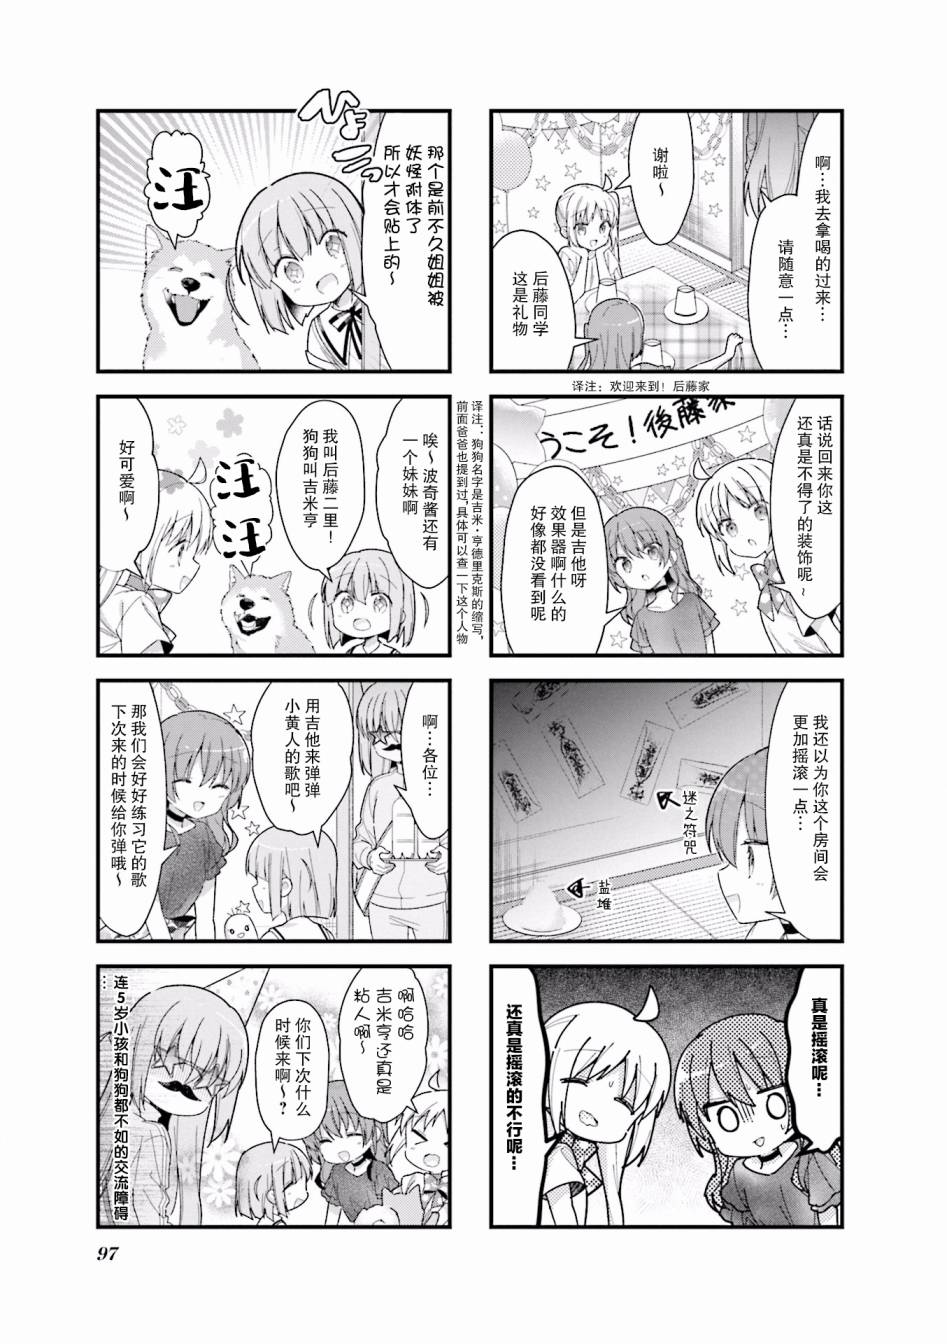 啊…我去拿喝的过来…
请随意一点…
谢啦～
后藤同学
这是礼物
译注：欢迎来到！后藤家
うこそ！後藤家
话说回来你这
还真是不得了的装饰呢～
但是吉他呀
效果器啊什么的
好像都没看到呢
我还以为你这个房间会
更加摇滚一点…
谜之符咒
盐堆
真是摇滚呢…
还真是摇滚的不行呢…
那个是前不久姐姐被
妖怪附体了
所以才会贴上的～
汪
唉～波奇酱还有
一个妹妹啊
我叫后藤二里
狗狗叫吉米亨！
汪
汪
好可爱啊～
译注：狗狗名字是吉米·亨德里克斯的缩写，
前面爸爸也提到过，具体可以查一下这个人物
啊…各位…
用吉他来弹弹
小黄人的歌吧～
那我们会好好练习它的歌
下次来的时候给你弹哦～
啊哈哈
吉米亨还真是
粘人啊～
你们下次什么
时候来啊～？
连5岁小孩和狗狗都不如的交流障碍
…
97